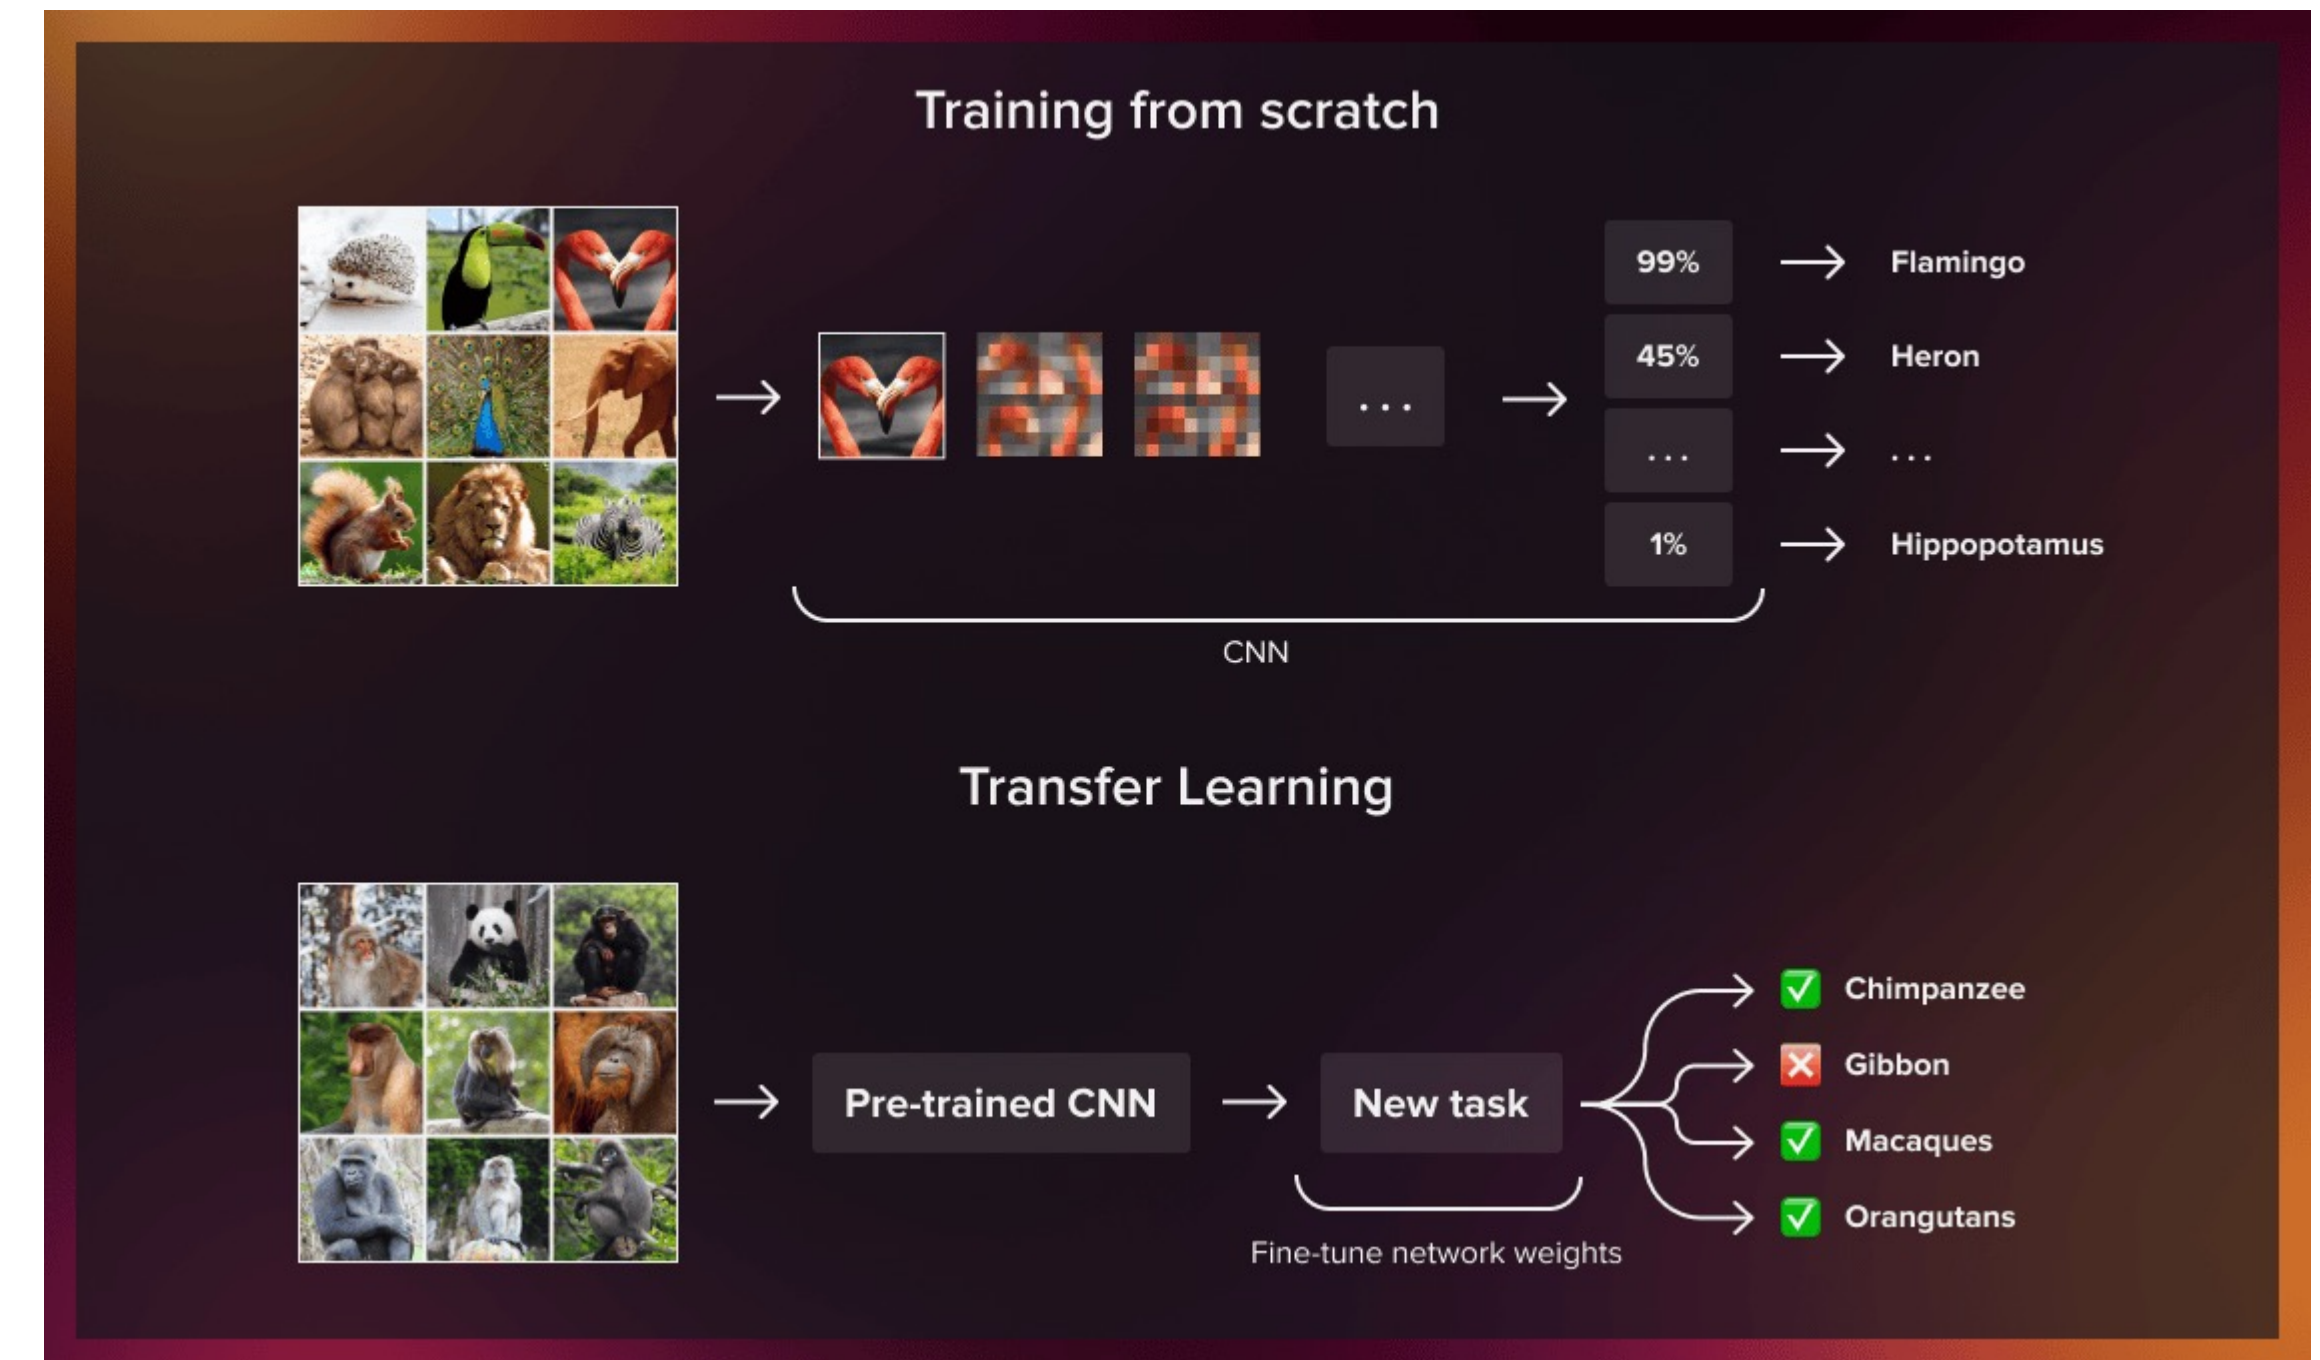 Training from scratch
99%
Flamingo
45%
Heron
...
...
...
1%
Hippopotamus
CNN
Transfer Learning
Pre-trained CNN
New task
Chimpanzee
Gibbon
Macaques
Orangutans
Fine-tune network weights